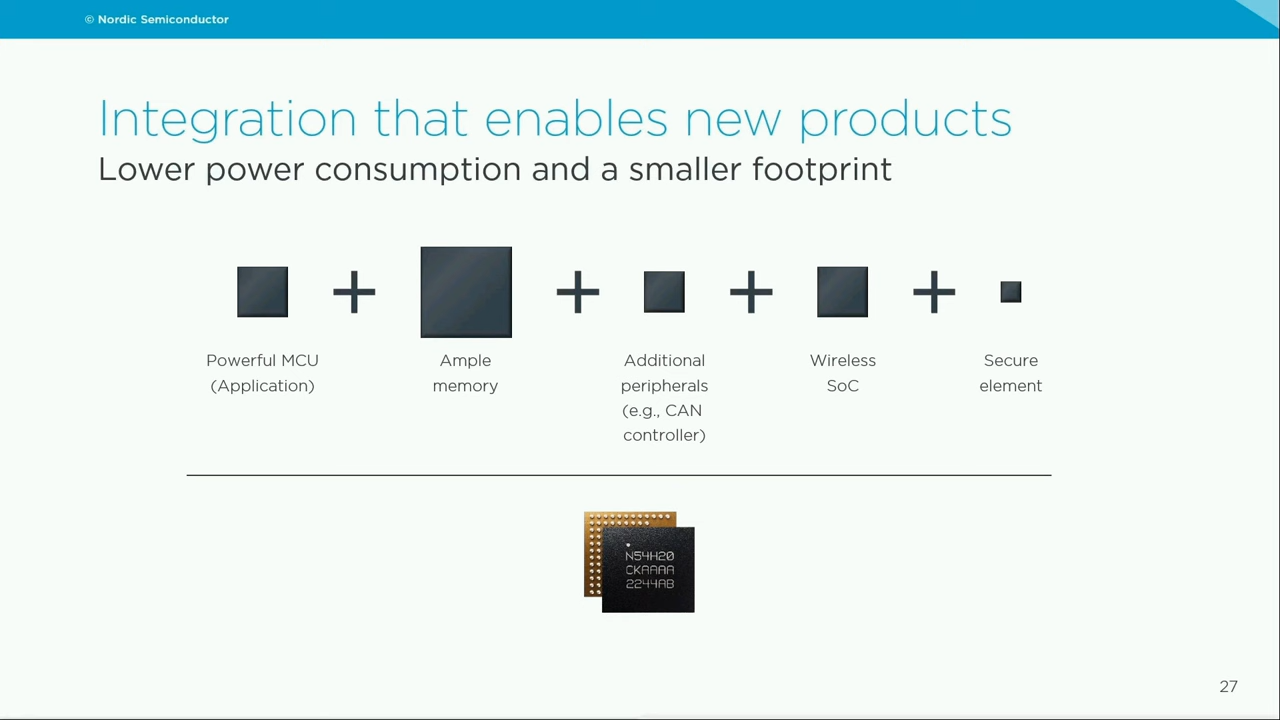 © Nordic Semiconductor
Integration that enables new products
Lower power consumption and a smaller footprint
Powerful MCU
(Application)
Ample
memory
Additional
peripherals
(e.g., CAN
controller)
Wireless
SoC
Secure
element
N54H20
CKAAAA
2244AB
27